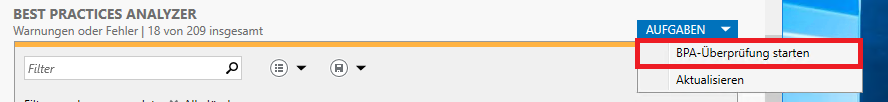 BEST PRACTICES ANALYZER
Warnungen oder Fehler | 18 von 209 insgesamt
AUFGABEN
BPA-Überprüfung starten
Filter
Aktualisieren